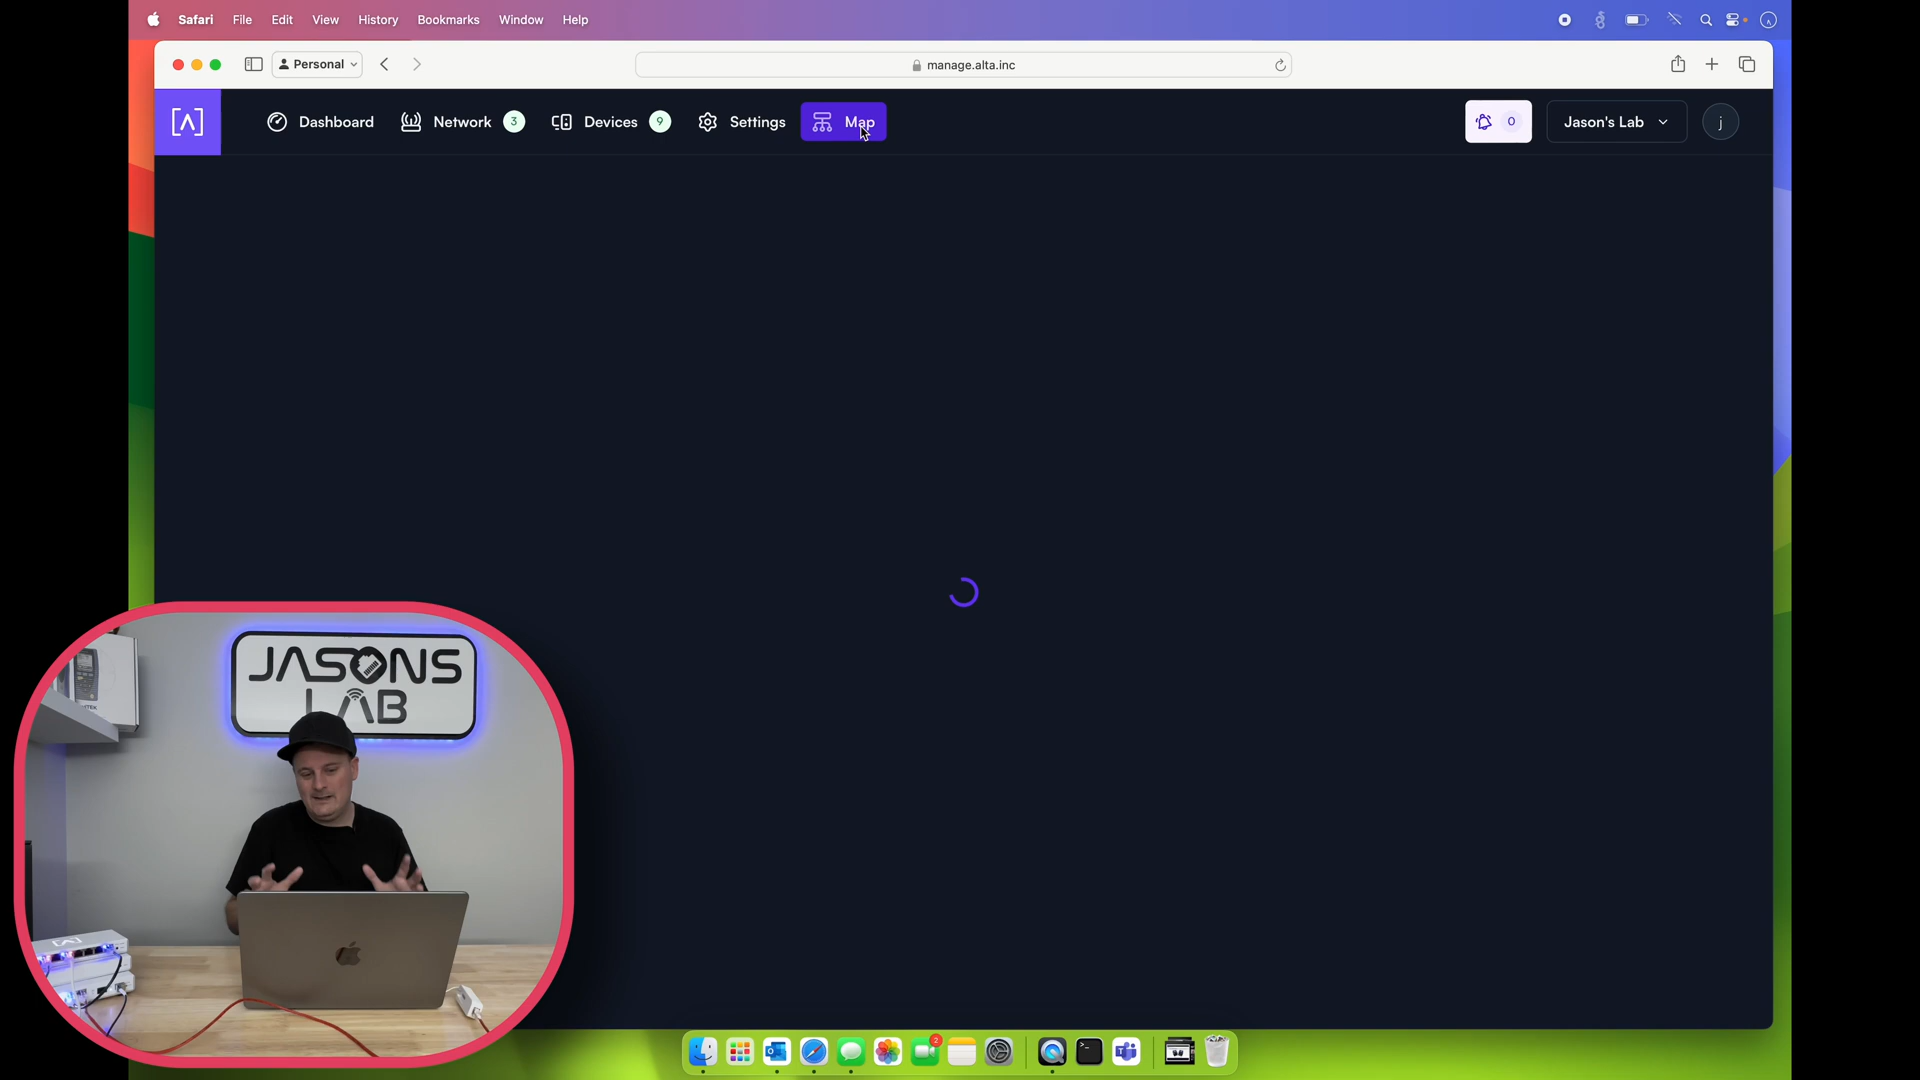 Safari File Edit View History Bookmarks Window Help
Personal
manage.alta.inc
Dashboard Network 3 Devices 9 Settings Map 0 Jason's Lab j
JASONS
LAB
2